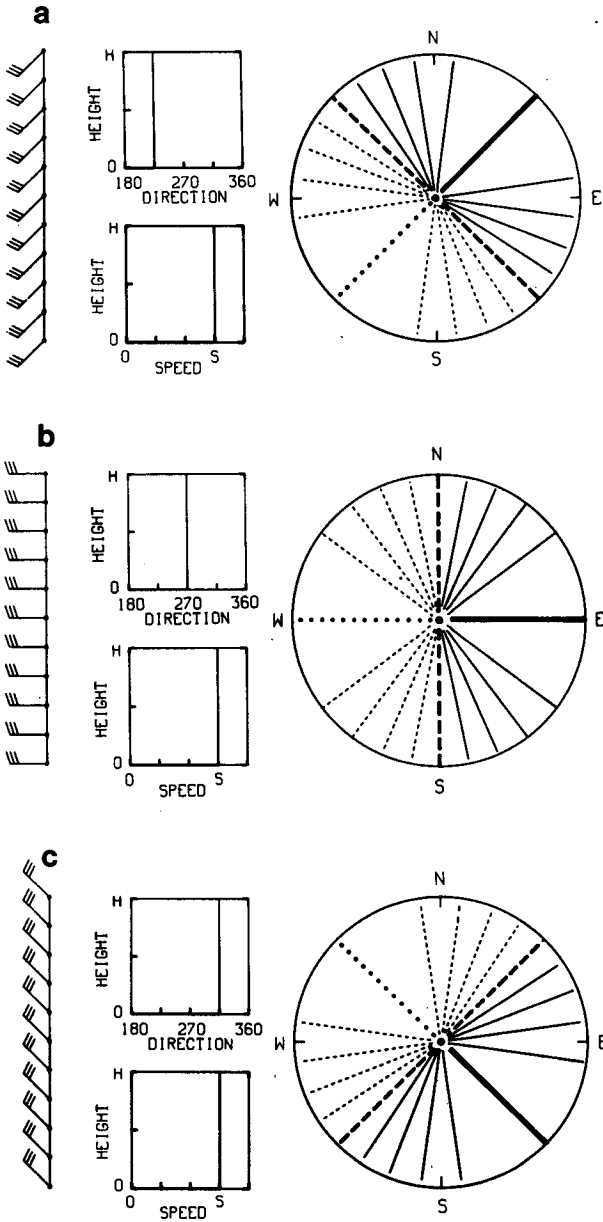 a
H
HEIGHT
0
180 270 360
DIRECTION
HEIGHT
0
0 S
SPEED
N
W
E
S
b
H
HEIGHT
0
180 270 360
DIRECTION
HEIGHT
0
0 S
SPEED
N
W
E
S
c
H
HEIGHT
0
180 270 360
DIRECTION
H
HEIGHT
0
0 S
SPEED
N
W
E
S